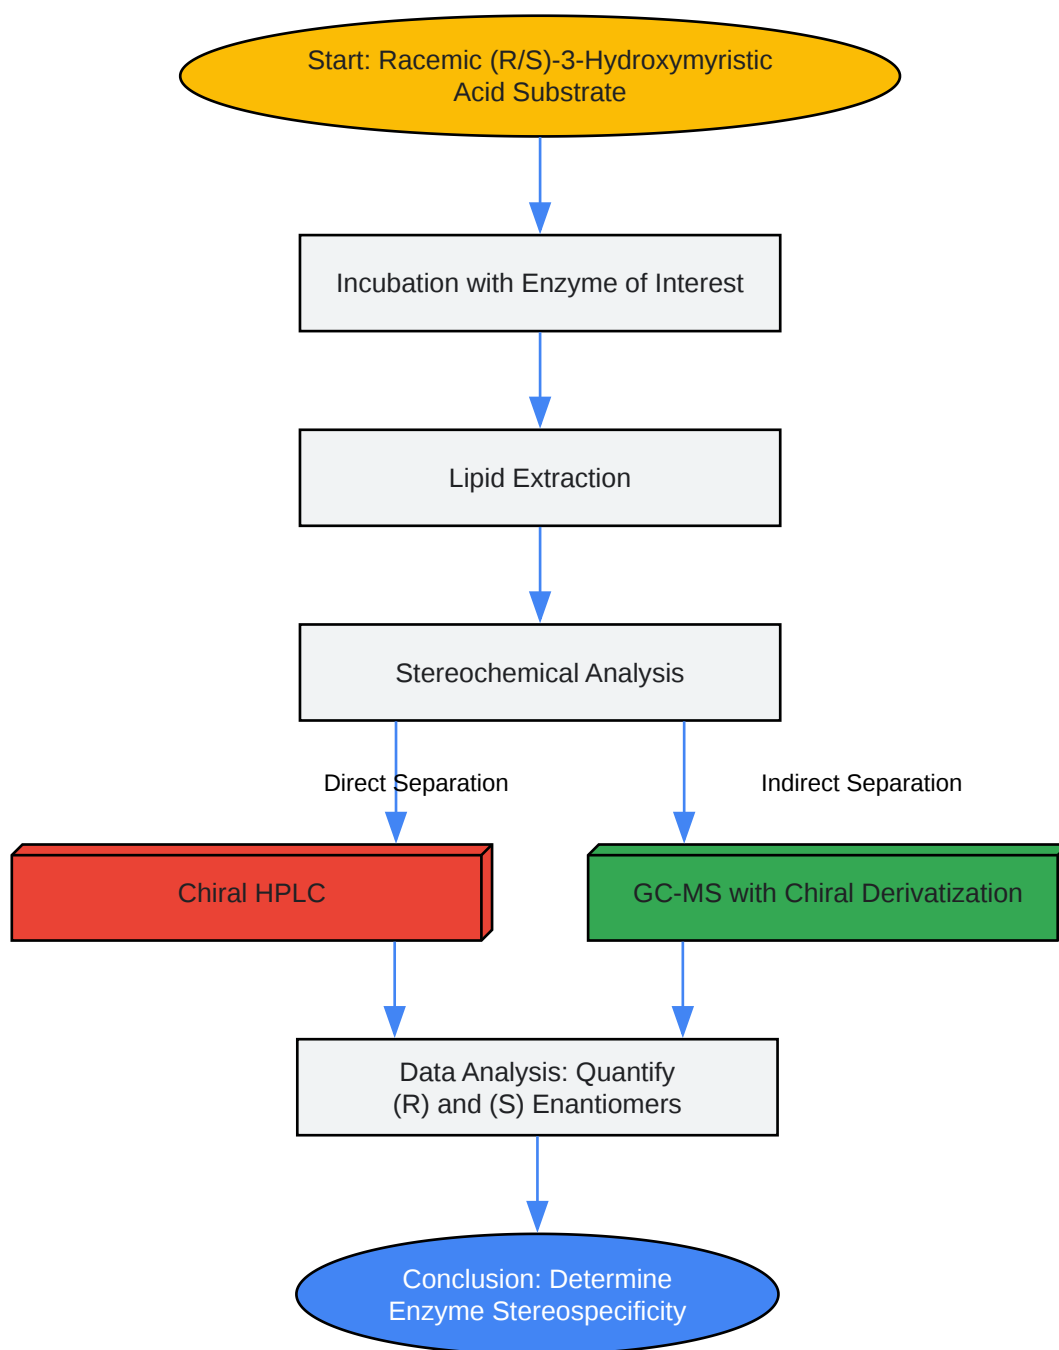 Start: Racemic (R/S)-3-Hydroxymyristic
Acid Substrate
Incubation with Enzyme of Interest
Lipid Extraction
Stereochemical Analysis
Direct Separation
Indirect Separation
Chiral HPLC
GC-MS with Chiral Derivatization
Data Analysis: Quantify
(R) and (S) Enantiomers
Conclusion: Determine
Enzyme Stereospecificity